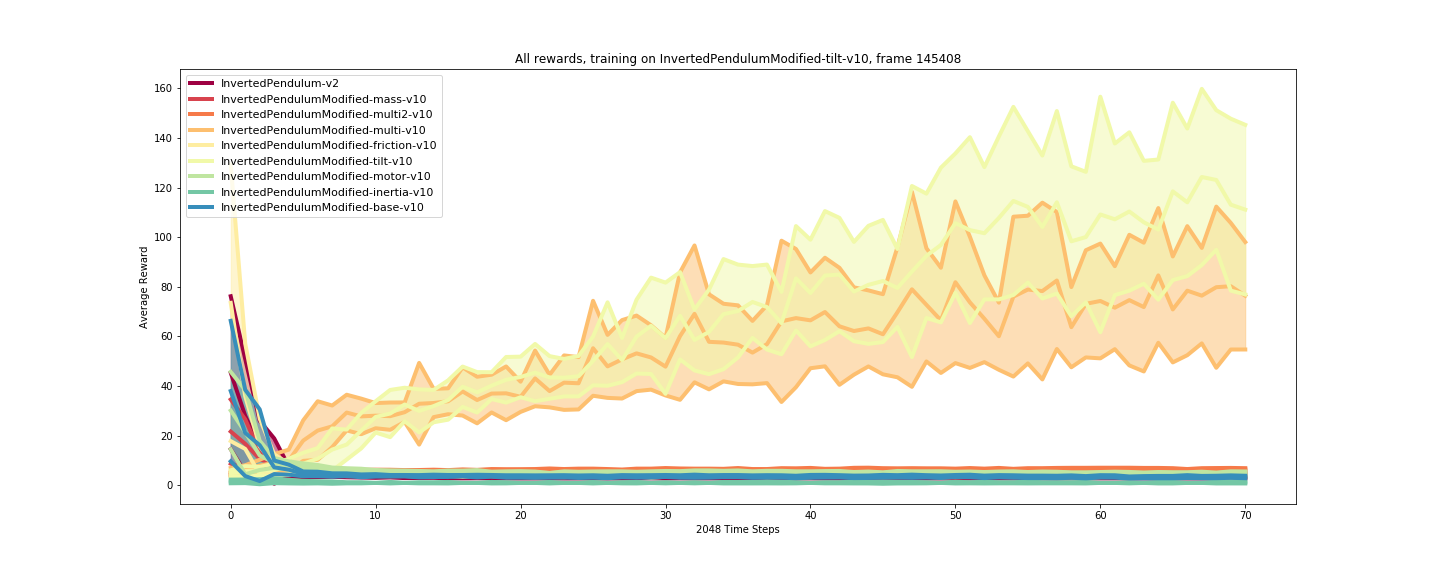 All rewards, training on InvertedPendulumModified-tilt-v10, frame 145408
InvertedPendulum-v2
InvertedPendulumModified-mass-v10
InvertedPendulumModified-multi2-v10
InvertedPendulumModified-multi-v10
InvertedPendulumModified-friction-v10
InvertedPendulumModified-tilt-v10
InvertedPendulumModified-motor-v10
InvertedPendulumModified-inertia-v10
InvertedPendulumModified-base-v10
Average Reward
160
140
120
100
80
60
40
20
0
0 10 20 30 40 50 60 70
2048 Time Steps